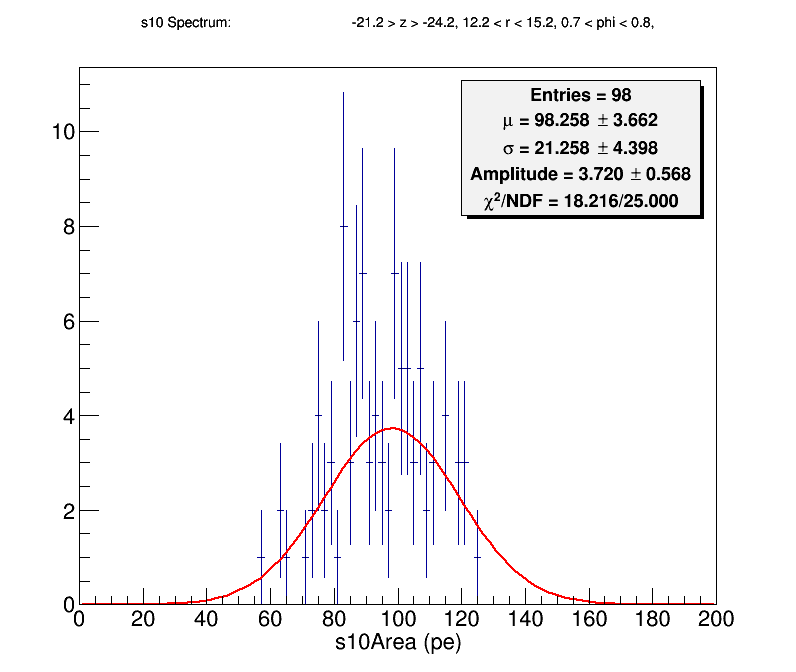 s10 Spectrum: -21.2 > z > -24.2, 12.2 < r < 15.2, 0.7 < phi < 0.8,
Entries = 98
μ = 98.258 ± 3.662
σ = 21.258 ± 4.398
Amplitude = 3.720 ± 0.568
χ²/NDF = 18.216/25.000
10
8
6
4
2
0
0 20 40 60 80 100 120 140 160 180 200
s10Area (pe)